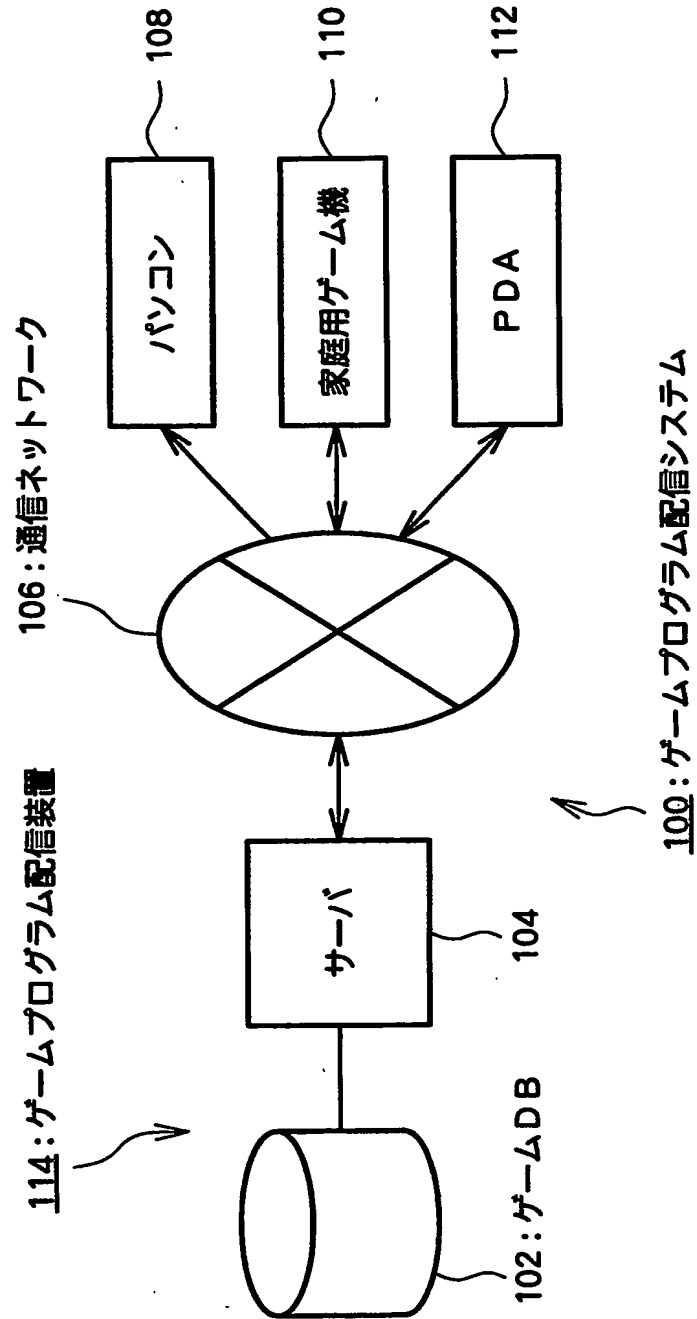 114:ゲームプログラム配信装置
106:通信ネットワーク
108
パソコン
110
家庭用ゲーム機
112
PDA
サーバ
104
102:ゲームDB
100:ゲームプログラム配信システム